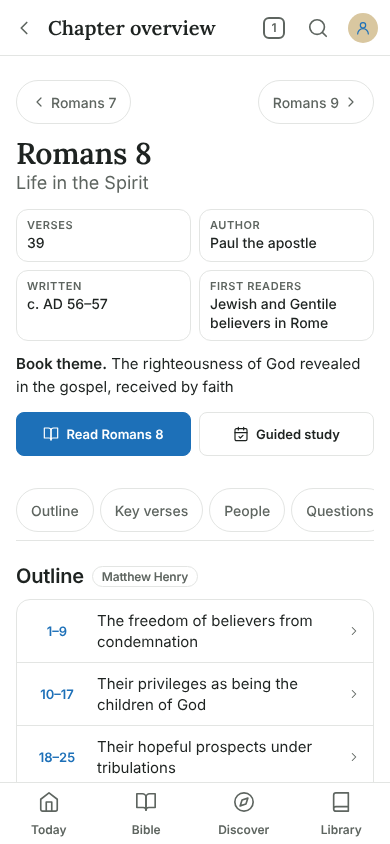 Chapter overview
1
Romans 7
Romans 9
Romans 8
Life in the Spirit
VERSES
39
AUTHOR
Paul the apostle
WRITTEN
c. AD 56–57
FIRST READERS
Jewish and Gentile
believers in Rome
Book theme. The righteousness of God revealed
in the gospel, received by faith
Read Romans 8
Guided study
Outline
Key verses
People
Questions
Outline
Matthew Henry
1–9
The freedom of believers from
condemnation
10–17
Their privileges as being the
children of God
18–25
Their hopeful prospects under
tribulations
Today
Bible
Discover
Library